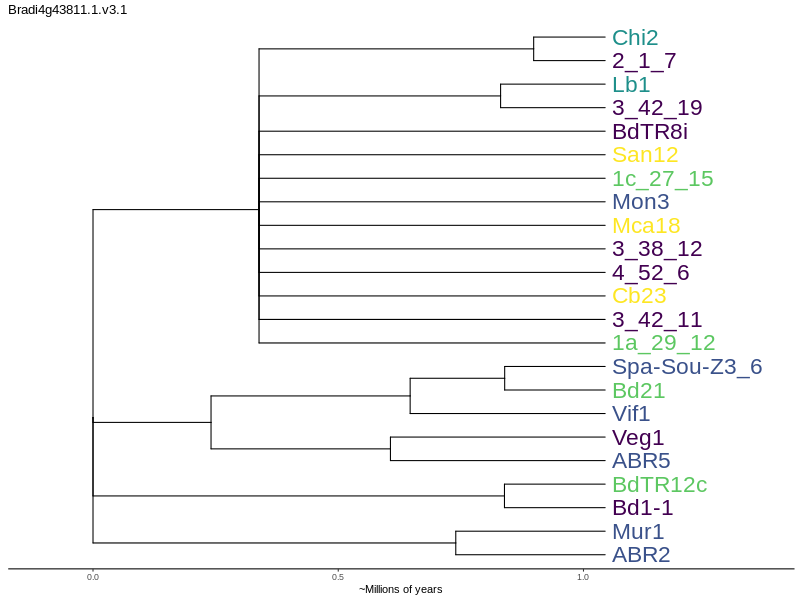 Bradi4g43811.1.v3.1
Chi2
2_1_7
Lb1
3_42_19
BdTR8i
San12
1c_27_15
Mon3
Mca18
3_38_12
4_52_6
Cb23
3_42_11
1a_29_12
Spa-Sou-Z3_6
Bd21
Vif1
Veg1
ABR5
BdTR12c
Bd1-1
Mur1
ABR2
0.0 0.5 1.0
~Millions of years